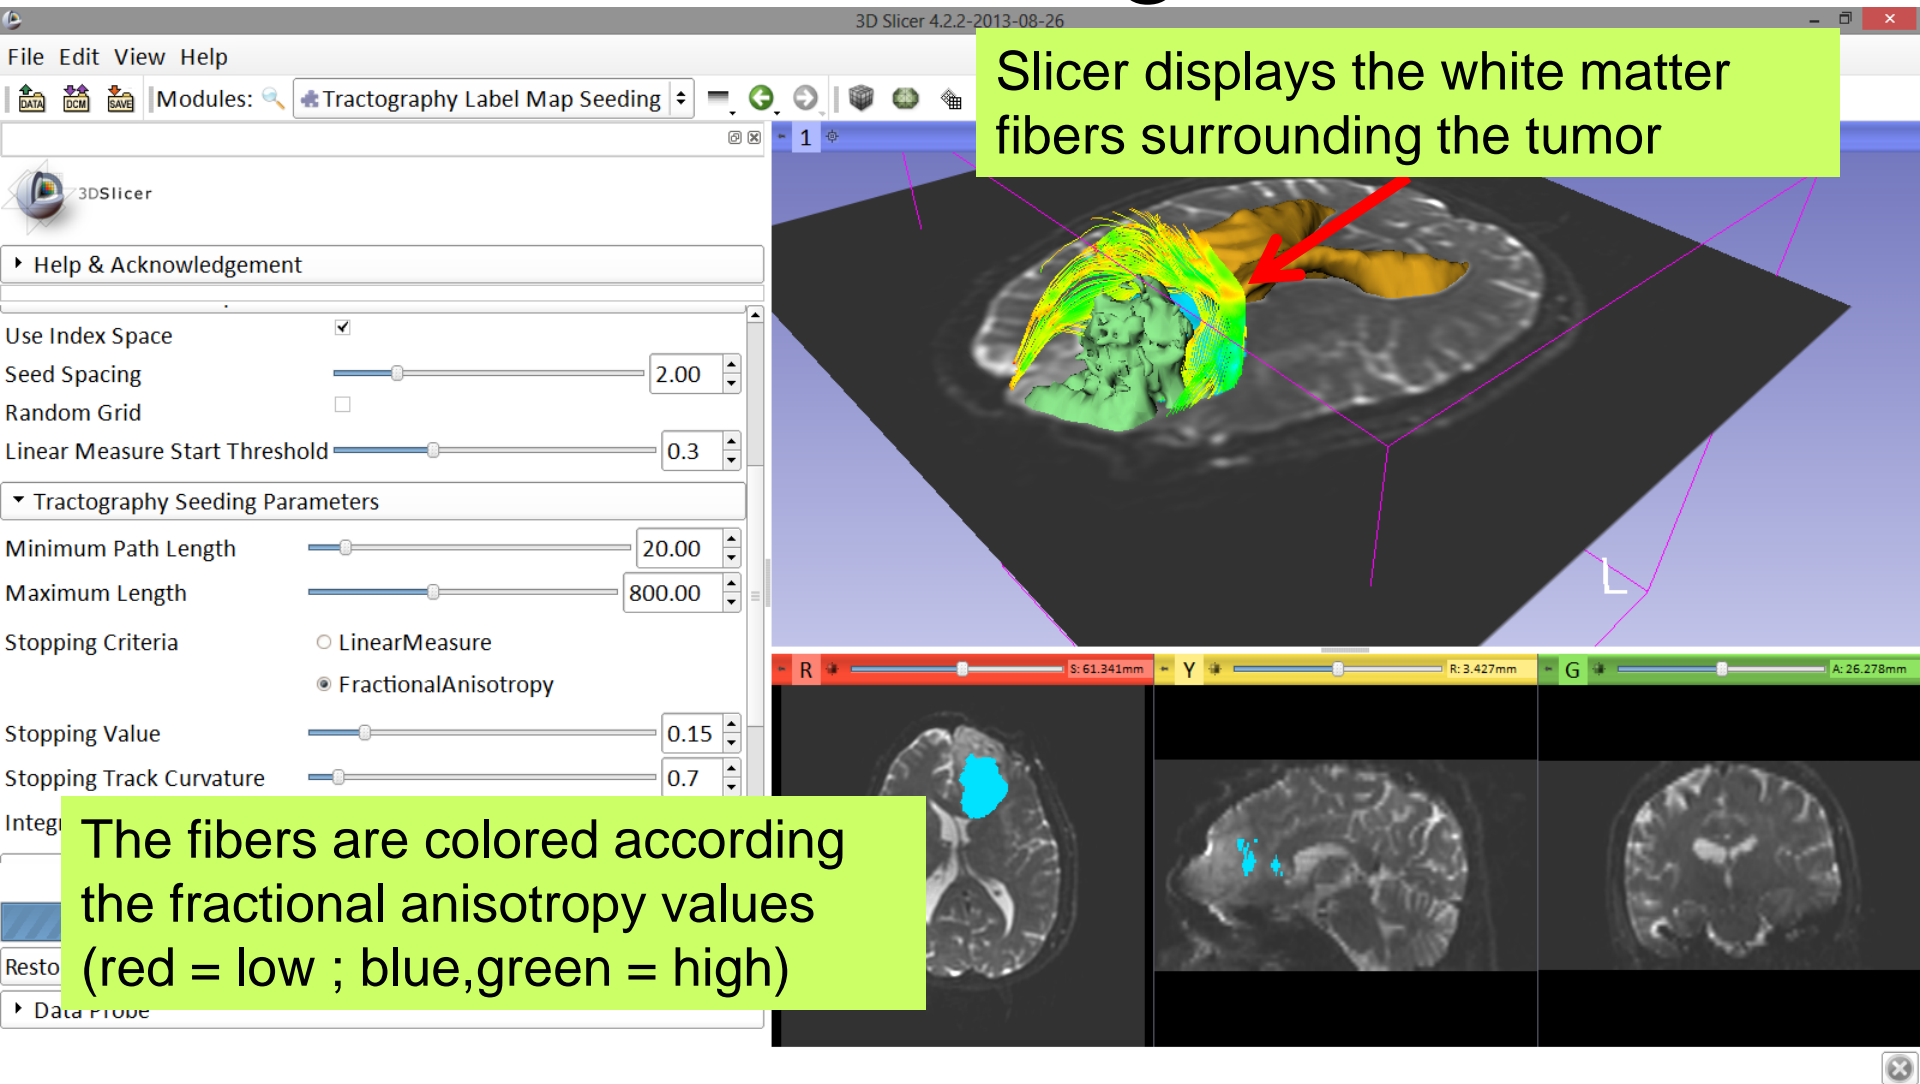 3D Slicer 4.2.2-2013-08-26
File Edit View Help
Slicer displays the white matter
fibers surrounding the tumor
DATA DCM SAVE Modules: Tractography Label Map Seeding
1
3DSlicer
Help & Acknowledgement
Use Index Space
Seed Spacing 2.00
Random Grid
Linear Measure Start Threshold 0.3
Tractography Seeding Parameters
Minimum Path Length 20.00
Maximum Length 800.00
Stopping Criteria LinearMeasure
FractionalAnisotropy
Stopping Value 0.15
Stopping Track Curvature 0.7
L
R S: 61.341mm Y R: 3.427mm G A: 26.278mm
Integ
The fibers are colored according
the fractional anisotropy values
(red = low ; blue,green = high)
Resto
Data Probe